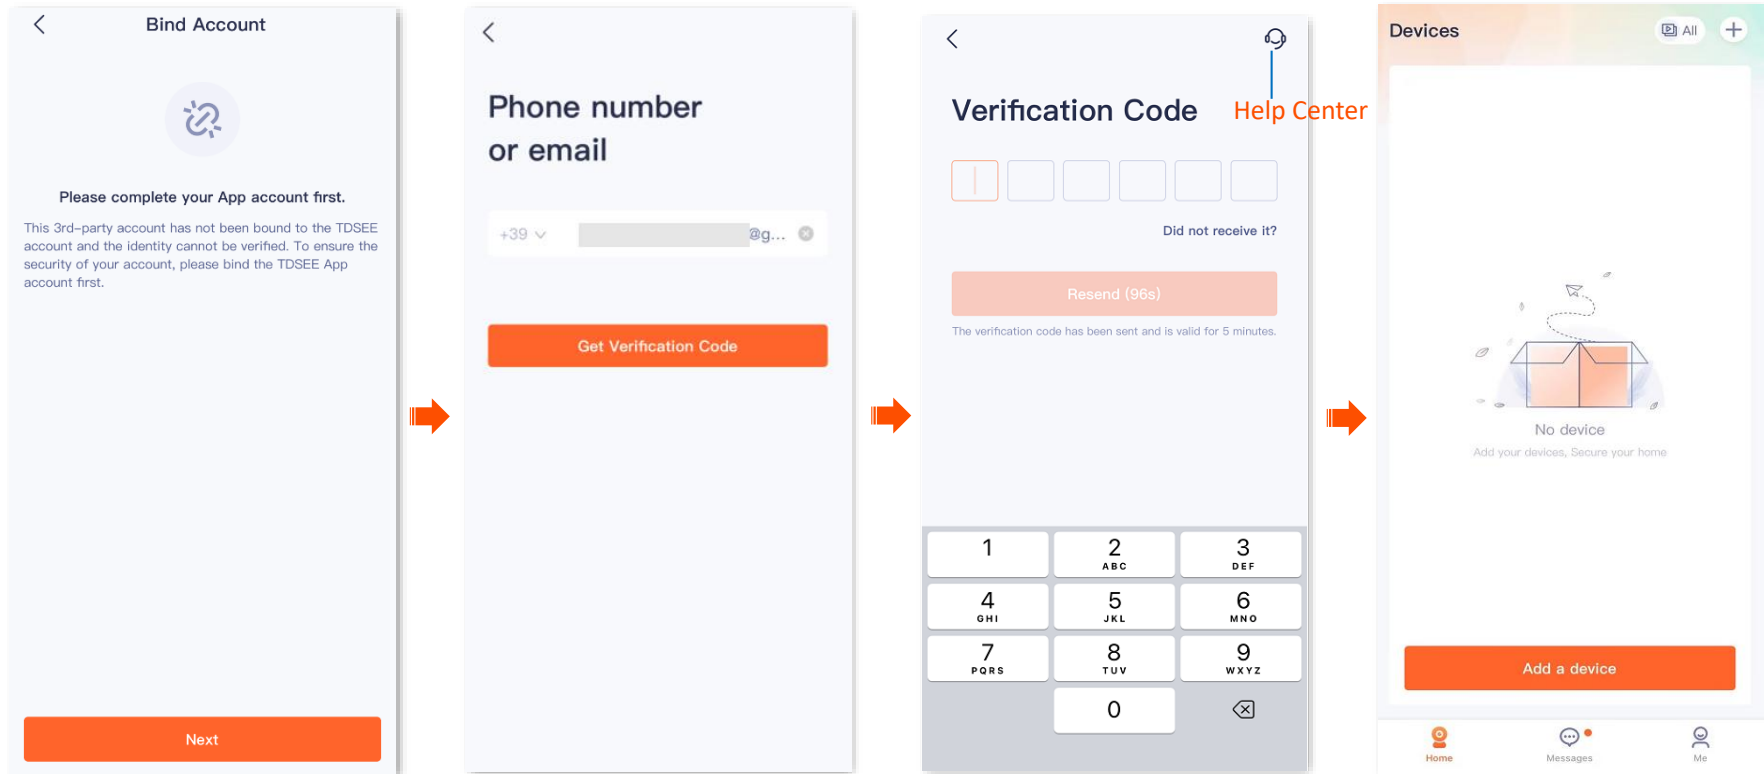 Bind Account
Please complete your App account first.
This 3rd-party account has not been bound to the TDSEE
account and the identity cannot be verified. To ensure the
security of your account, please bind the TDSEE App
account first.
Next
Phone number
or email
+39
@g...
Get Verification Code
Help Center
Verification Code
Did not receive it?
Resend (96s)
The verification code has been sent and is valid for 5 minutes.
1
2
ABC
3
DEF
4
GHI
5
JKL
6
MNO
7
PQRS
8
TUV
9
WXYZ
0
Devices
All
No device
Add your devices, Secure your home
Add a device
Home
Messages
Me